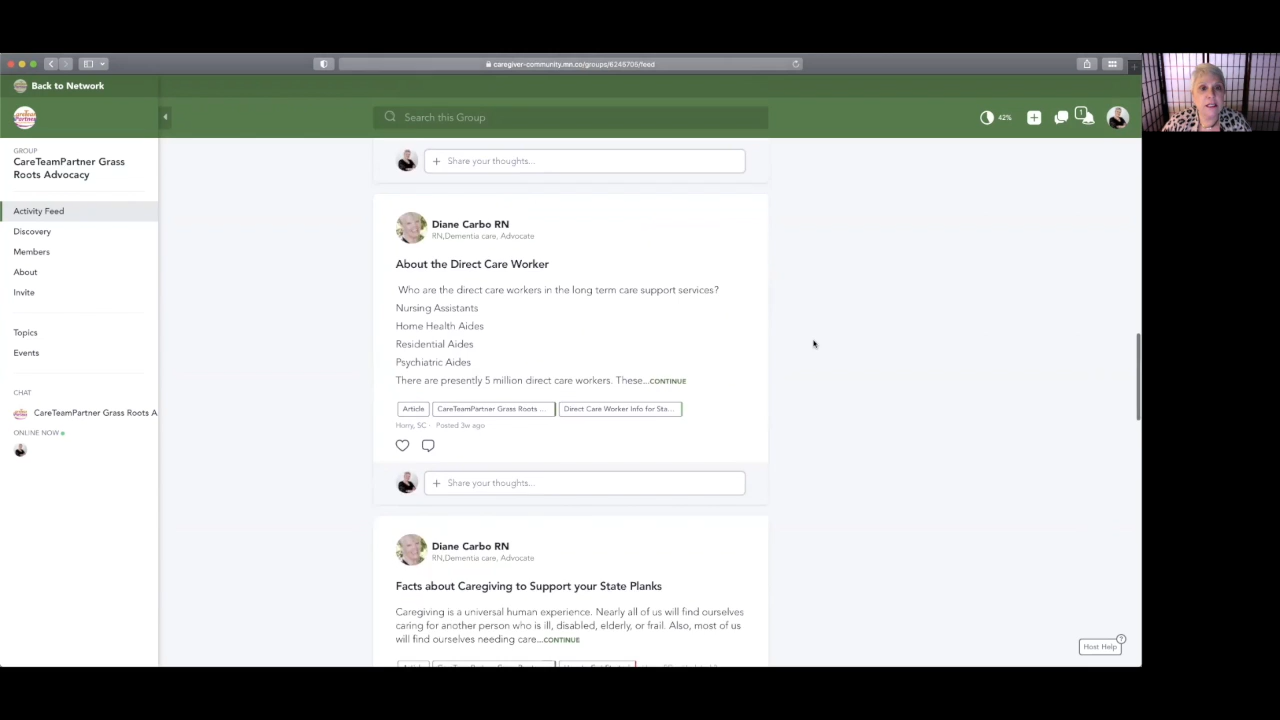 caregiver-community.mn.co/groups/6246706/feed
Back to Network
Search this Group
42%
1
GROUP
CareTeamPartner Grass
Roots Advocacy
Activity Feed
Discovery
Members
About
Invite
Topics
Events
CHAT
CareTeamPartner Grass Roots A
ONLINE NOW
+ Share your thoughts...
Diane Carbo RN
RN,Dementia care, Advocate
About the Direct Care Worker
Who are the direct care workers in the long term care support services?
Nursing Assistants
Home Health Aides
Residential Aides
Psychiatric Aides
There are presently 5 million direct care workers. These...CONTINUE
Article CareTeamPartner Grass Roots ... Direct Care Worker Info for Sta...
Horry, SC · Posted 3w ago
+ Share your thoughts...
Diane Carbo RN
RN,Dementia care, Advocate
Facts about Caregiving to Support your State Planks
Caregiving is a universal human experience. Nearly all of us will find ourselves
caring for another person who is ill, disabled, elderly, or frail. Also, most of us
will find ourselves needing care...CONTINUE
Host Help
?